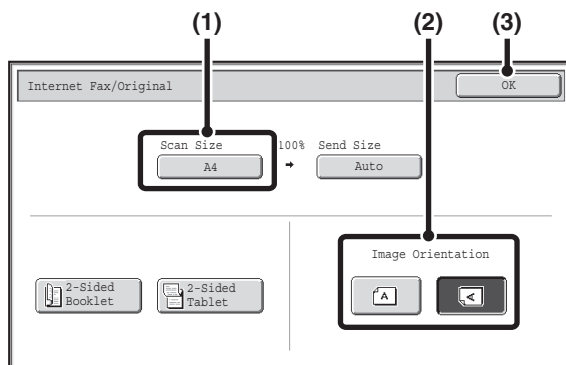 (1) (2) (3)
Internet Fax/Original OK
Scan Size 100% Send Size
A4 Auto
Image Orientation
2-Sided
Booklet
2-Sided
Tablet
A A